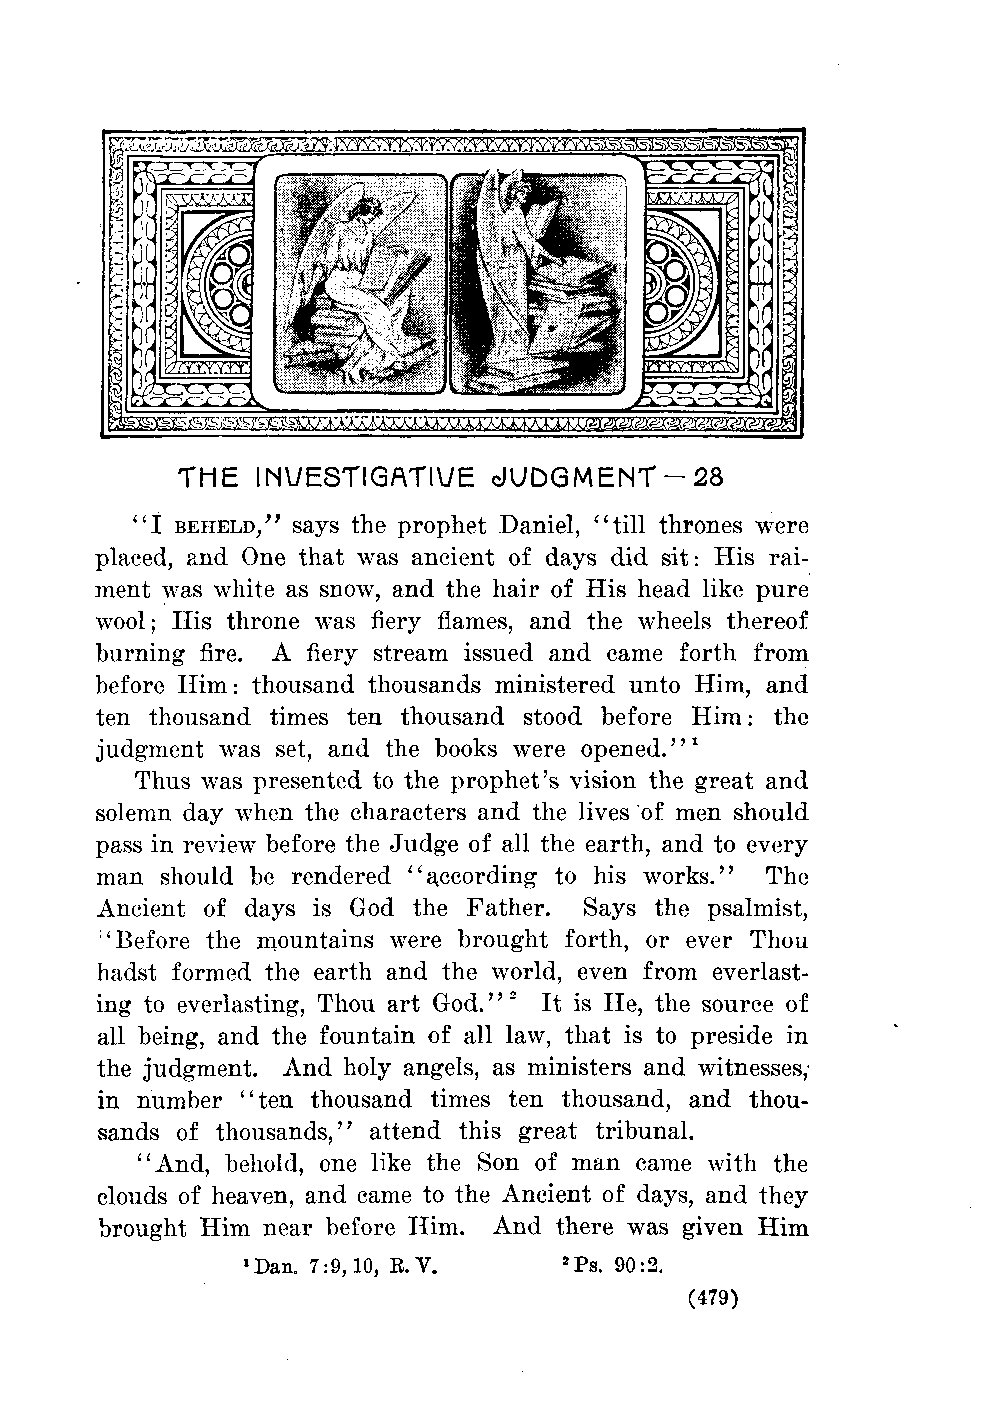 THE INVESTIGATIVE JUDGMENT — 28
“I BEHELD,” says the prophet Daniel, “till thrones were
placed, and One that was ancient of days did sit: His rai-
ment was white as snow, and the hair of His head like pure
wool; His throne was fiery flames, and the wheels thereof
burning fire. A fiery stream issued and came forth from
before Him: thousand thousands ministered unto Him, and
ten thousand times ten thousand stood before Him: the
judgment was set, and the books were opened.”¹
Thus was presented to the prophet’s vision the great and
solemn day when the characters and the lives of men should
pass in review before the Judge of all the earth, and to every
man should be rendered “according to his works.” The
Ancient of days is God the Father. Says the psalmist,
“Before the mountains were brought forth, or ever Thou
hadst formed the earth and the world, even from everlast-
ing to everlasting, Thou art God.”² It is He, the source of
all being, and the fountain of all law, that is to preside in
the judgment. And holy angels, as ministers and witnesses,
in number “ten thousand times ten thousand, and thou-
sands of thousands,” attend this great tribunal.
“And, behold, one like the Son of man came with the
clouds of heaven, and came to the Ancient of days, and they
brought Him near before Him. And there was given Him
¹Dan. 7:9, 10, R. V. ²Ps. 90:2.
(479)